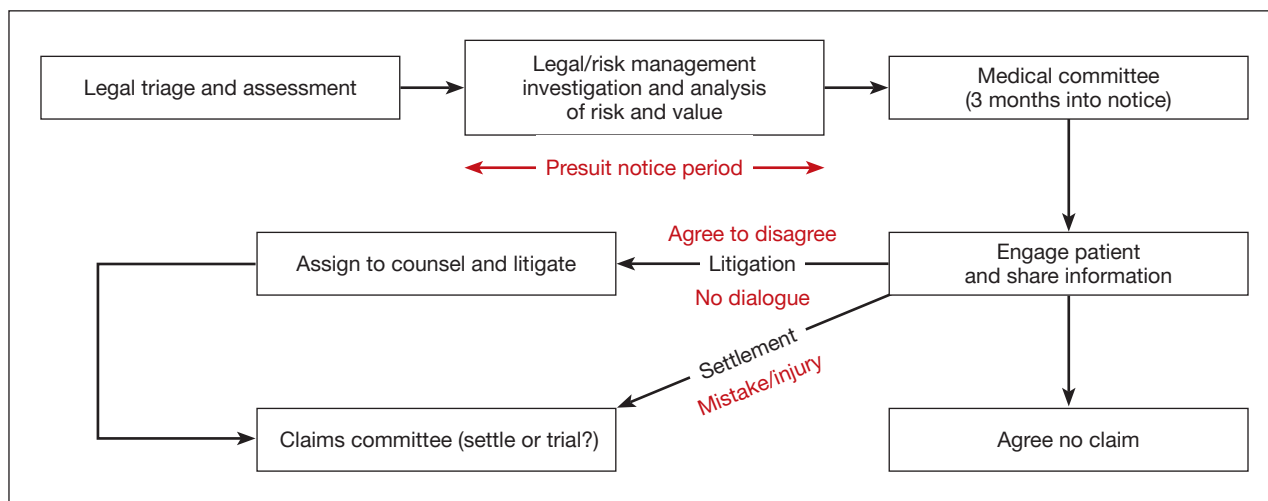 Legal triage and assessment
Legal/risk management
investigation and analysis
of risk and value
Medical committee
(3 months into notice)
Presuit notice period
Assign to counsel and litigate
Agree to disagree
Litigation
No dialogue
Engage patient
and share information
Settlement
Mistake/injury
Claims committee (settle or trial?)
Agree no claim